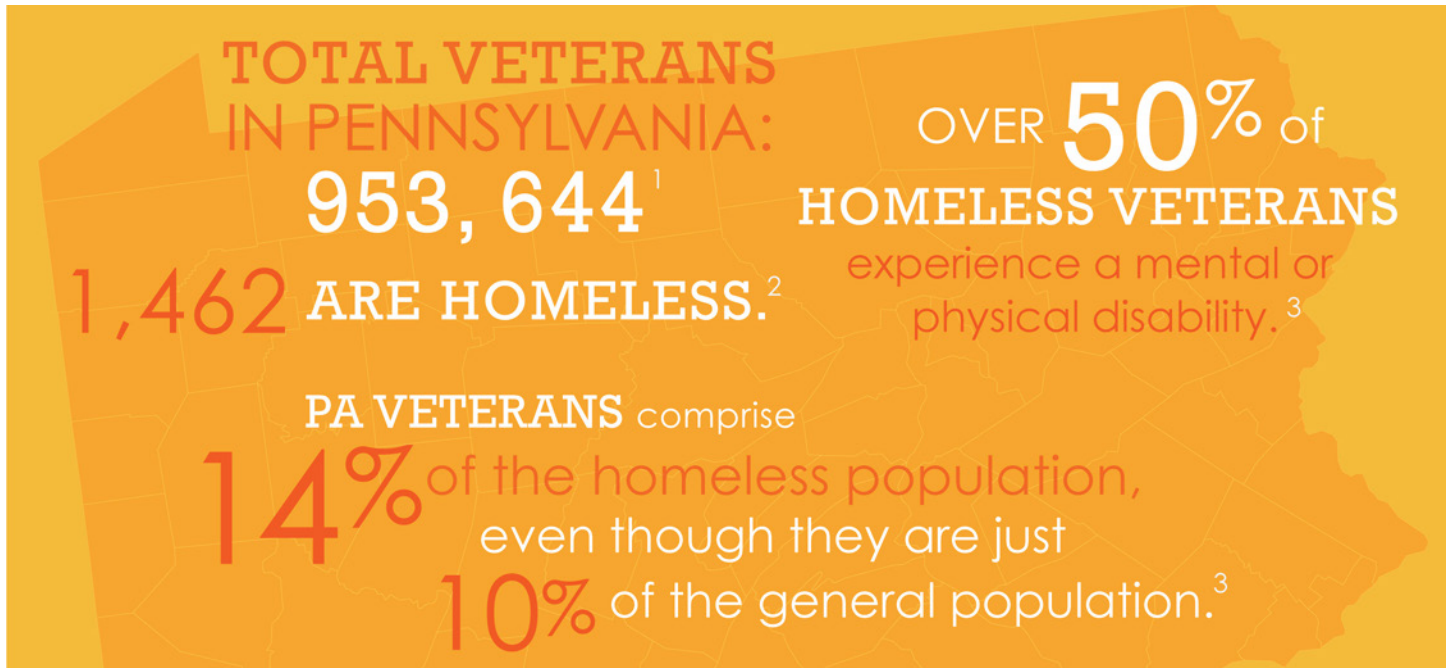 TOTAL VETERANS
IN PENNSYLVANIA:
953, 644¹
1,462 ARE HOMELESS.²
OVER 50% of
HOMELESS VETERANS
experience a mental or
physical disability.³
PA VETERANS comprise
14% of the homeless population,
even though they are just
10% of the general population.³